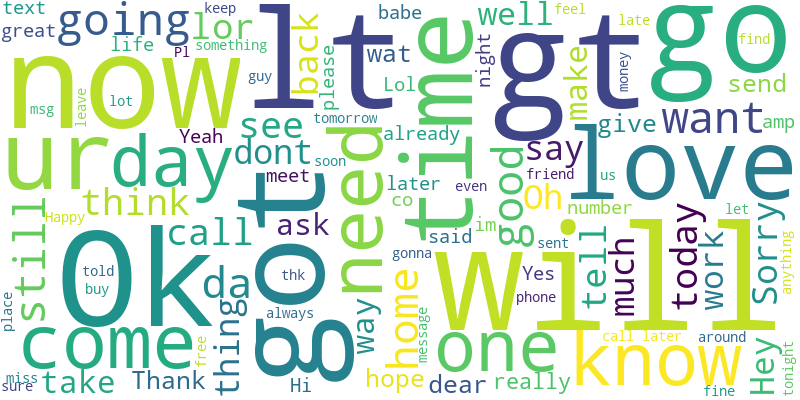 text
going
lor
back
babe
well
feel
late
go
great
life
something
keep
please
wat
night
make
find
now
lt
time
gt
money
send
Pl
guy
msg
lot
leave
Yeah
see
tomorrow
Lol
already
give
want
amp
ur
day
dont
soon
need
say
love
us
meet
later
even
friend
think
got
co
good
Oh
number
let
Happy
still
call
ask
im
said
gonna
sent
tell
much
today
work
Sorry
anything
Ok
da
told
buy
thk
always
way
home
message
will
Yes
phone
place
come
thing
free
one
know
call later
around
Hey
tonight
miss
sure
take
Thank
Hi
hope
dear
really
fine